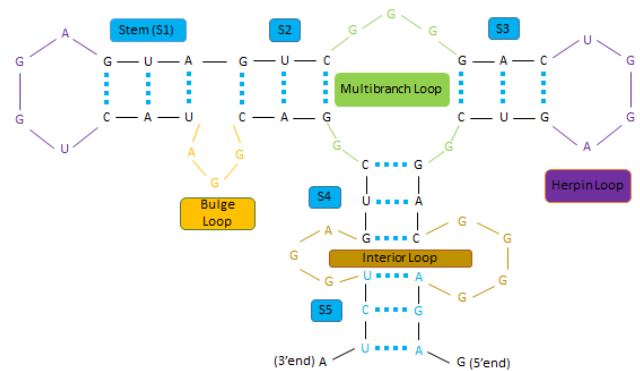 G G
G G
Stem (S1) S2 S3
A U
G G U A G U C G A C G
Multibranch Loop
G C A U C A G C U G G
U A G G G A
C G
G
Herpin Loop
S4 U A
Bulge
Loop
A G
G C G
G Interior Loop G
G U A G
S5 C G
U A
(3'end) A G (5'end)